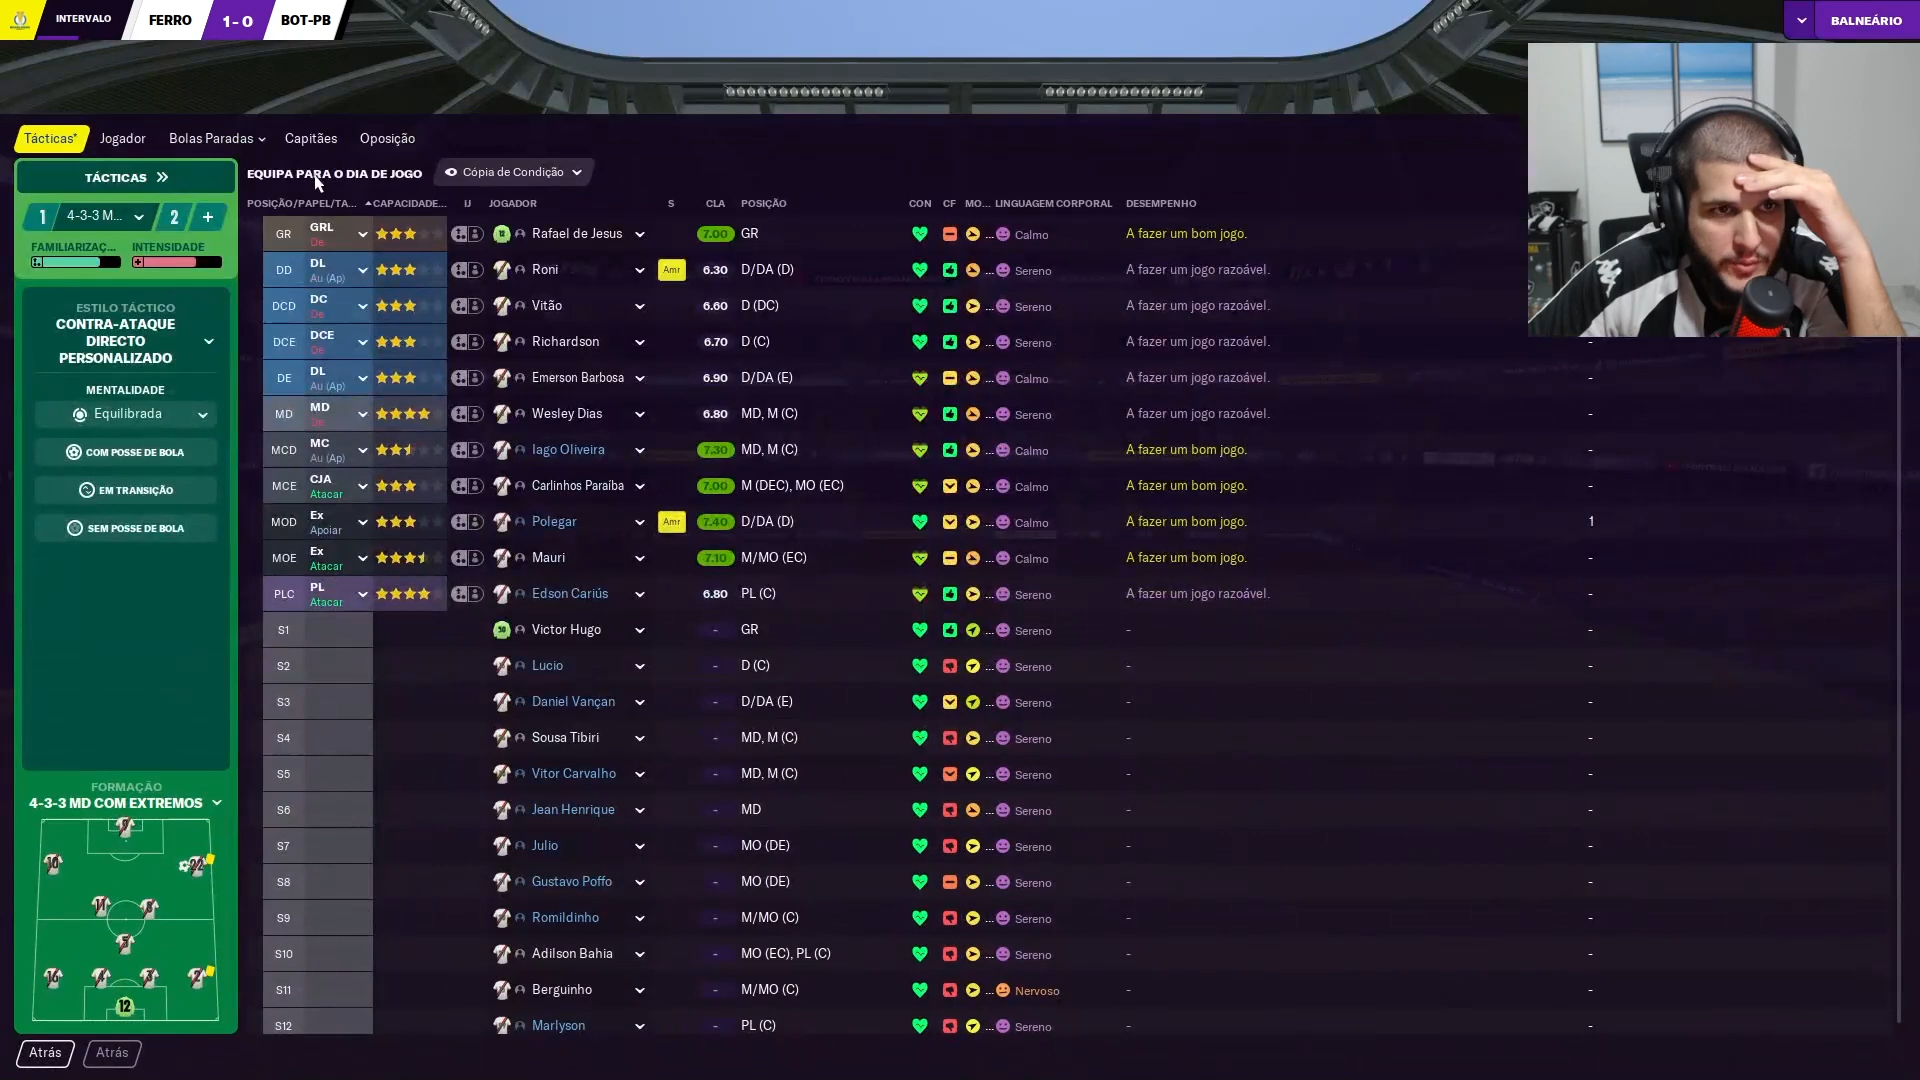 INTERVALO FERRO 1 - 0 BOT-PB BALNEÁRIO
Tácticas* Jogador Bolas Paradas Capitães Oposição
TÁCTICAS
EQUIPA PARA O DIA DE JOGO Cópia de Condição
1 4-3-3 M... 2 +
FAMILIARIZAÇ... INTENSIDADE
ESTILO TÁCTICO
CONTRA-ATAQUE
DIRECTO
PERSONALIZADO
MENTALIDADE
Equilibrada
COM POSSE DE BOLA
EM TRANSIÇÃO
SEM POSSE DE BOLA
FORMAÇÃO
4-3-3 MD COM EXTREMOS
9
10 22
11 8
5
16 4 3 2
12
POSIÇÃO/PAPEL/TA... CAPACIDADE... IJ JOGADOR S CLA POSIÇÃO CON CF MO... LINGUAGEM CORPORAL DESEMPENHO
GR GRL De Rafael de Jesus 7.00 GR ... Calmo A fazer um bom jogo.
DD DL Au (Ap) Roni Amr 6.30 D/DA (D) ... Sereno A fazer um jogo razoável.
DCD DC De Vitão 6.60 D (DC) ... Sereno A fazer um jogo razoável.
DCE DCE De Richardson 6.70 D (C) ... Sereno A fazer um jogo razoável. -
DE DL Au (Ap) Emerson Barbosa 6.90 D/DA (E) ... Calmo A fazer um jogo razoável. -
MD MD De Wesley Dias 6.80 MD, M (C) ... Sereno A fazer um jogo razoável. -
MCD MC Au (Ap) Iago Oliveira 7.30 MD, M (C) ... Calmo A fazer um bom jogo. -
MCE CJA Atacar Carlinhos Paraíba 7.00 M (DEC), MO (EC) ... Calmo A fazer um bom jogo. -
MOD Ex Apoiar Polegar Amr 7.40 D/DA (D) ... Calmo A fazer um bom jogo. 1
MOE Ex Atacar Mauri 7.10 M/MO (EC) ... Calmo A fazer um bom jogo. -
PLC PL Atacar Edson Cariús 6.80 PL (C) ... Sereno A fazer um jogo razoável. -
S1 Victor Hugo - GR ... Sereno - -
S2 Lucio - D (C) ... Sereno - -
S3 Daniel Vançan - D/DA (E) ... Sereno - -
S4 Sousa Tibiri - MD, M (C) ... Sereno - -
S5 Vitor Carvalho - MD, M (C) ... Sereno - -
S6 Jean Henrique - MD ... Sereno - -
S7 Julio - MO (DE) ... Sereno - -
S8 Gustavo Poffo - MO (DE) ... Sereno - -
S9 Romildinho - M/MO (C) ... Sereno - -
S10 Adilson Bahia - MO (EC), PL (C) ... Sereno - -
S11 Berguinho - M/MO (C) ... Nervoso - -
S12 Marlyson - PL (C) ... Sereno - -
Atrás Atrás